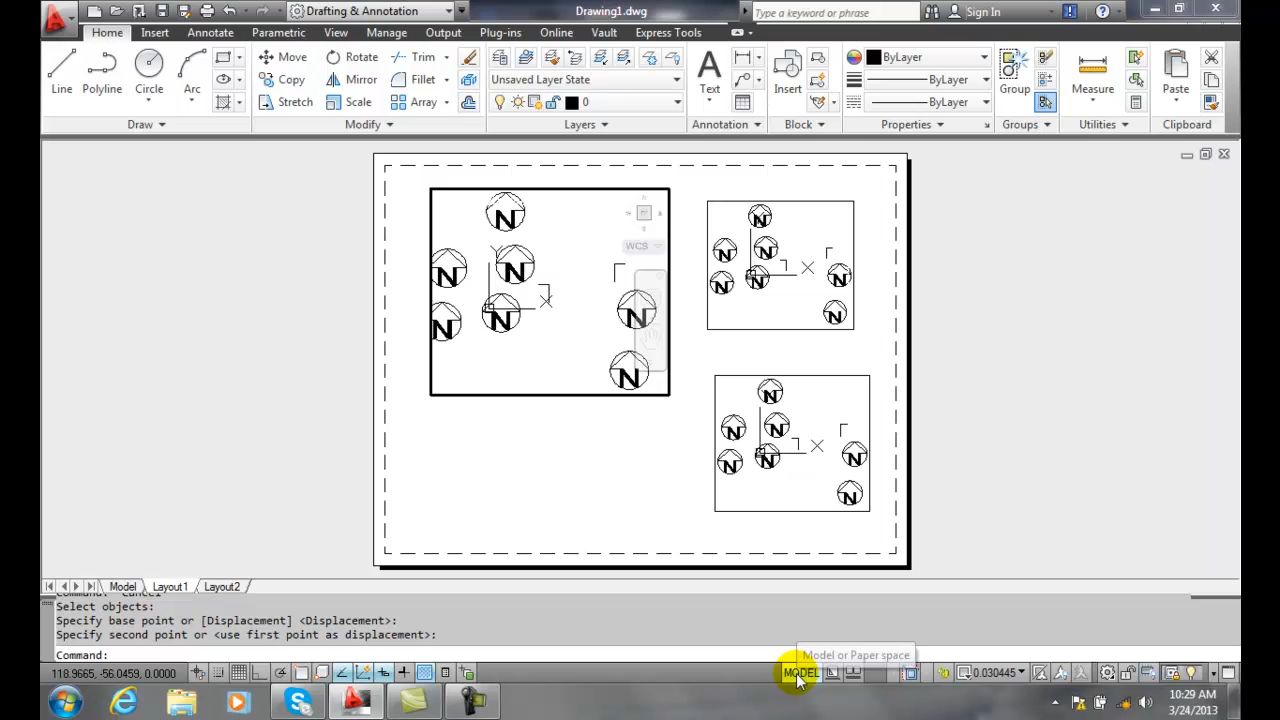 Drafting & Annotation
Drawing1.dwg
Type a keyword or phrase
Sign In
Home Insert Annotate Parametric View Manage Output Plug-ins Online Vault Express Tools
Line Polyline Circle Arc
Move Rotate Trim
Copy Mirror Fillet
Stretch Scale Array
Unsaved Layer State
0
Text
Insert
ByLayer
ByLayer
ByLayer
Group
Measure
Paste
Draw Modify Layers Annotation Block Properties Groups Utilities Clipboard
N
N
N
N
N
N
N
WCS
N
N
N
N
N
N
N
N
N
N
N
N
N
N
Model Layout1 Layout2
Command: *Cancel*
Select objects:
Specify base point or [Displacement] <Displacement>:
Specify second point or <use first point as displacement>:
Command:
Model or Paper space
118.9665, -56.0459, 0.0000
MODEL
0.030445
10:29 AM
3/24/2013